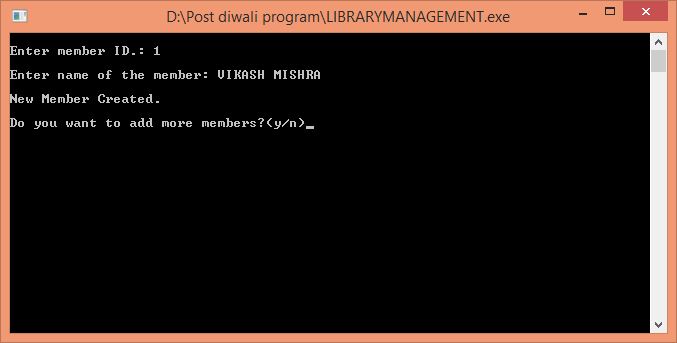 D:\Post diwali program\LIBRARYMANAGEMENT.exe
Enter member ID.: 1
Enter name of the member: VIKASH MISHRA
New Member Created.
Do you want to add more members?(y/n)_